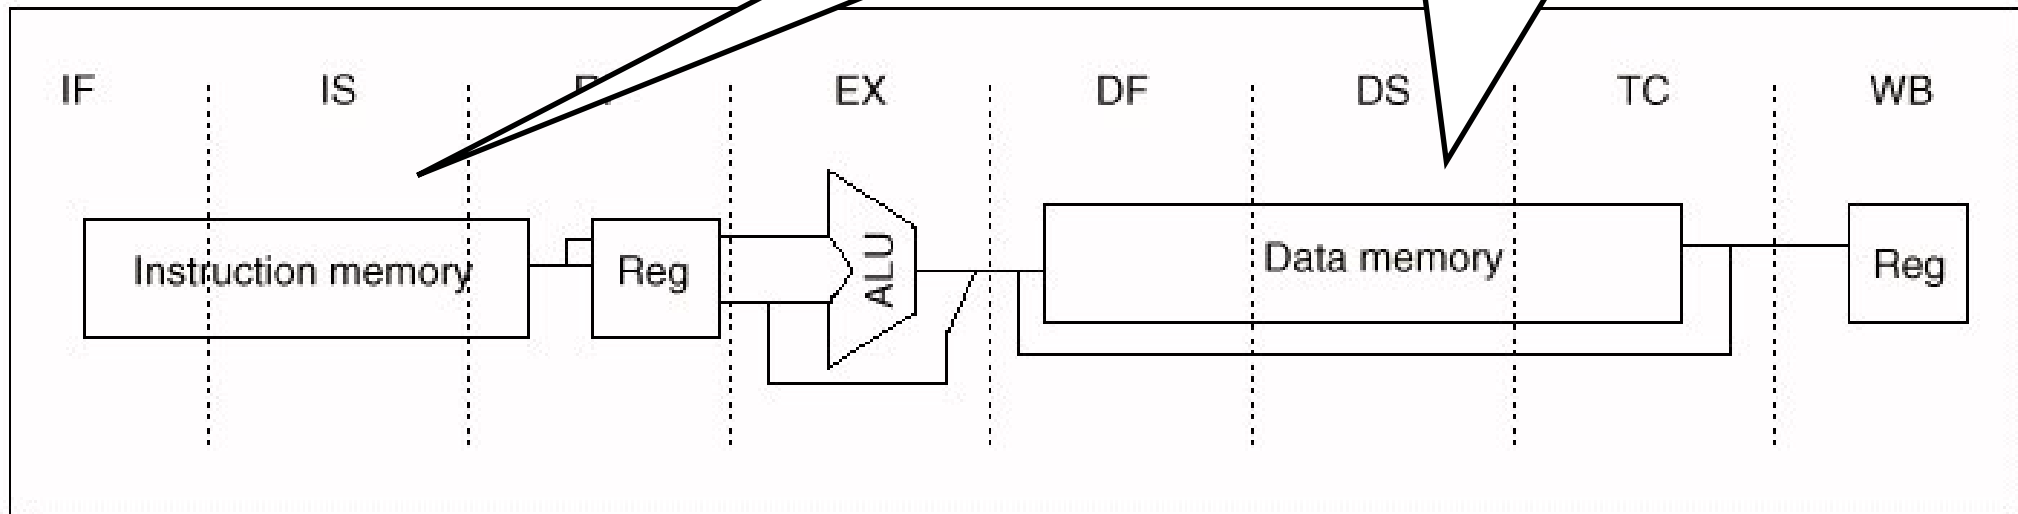 IF IS EX DF DS TC WB
Instruction memory Reg ALU Data memory Reg